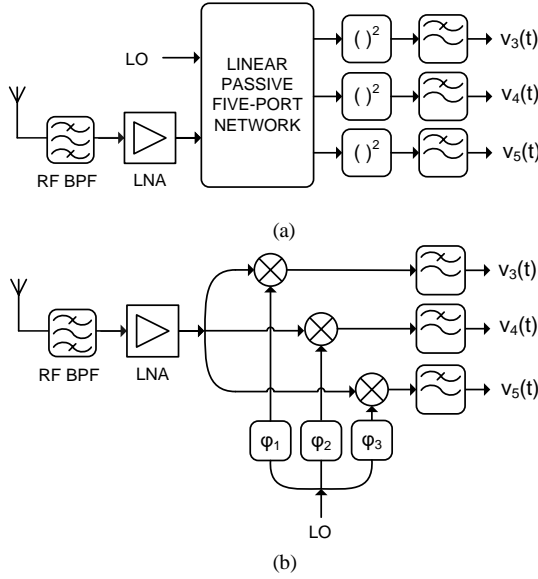 LO
LINEAR
PASSIVE
FIVE-PORT
NETWORK
( )²
v₃(t)
( )²
v₄(t)
( )²
v₅(t)
RF BPF
LNA
(a)
v₃(t)
v₄(t)
v₅(t)
RF BPF
LNA
φ₁
φ₂
φ₃
LO
(b)